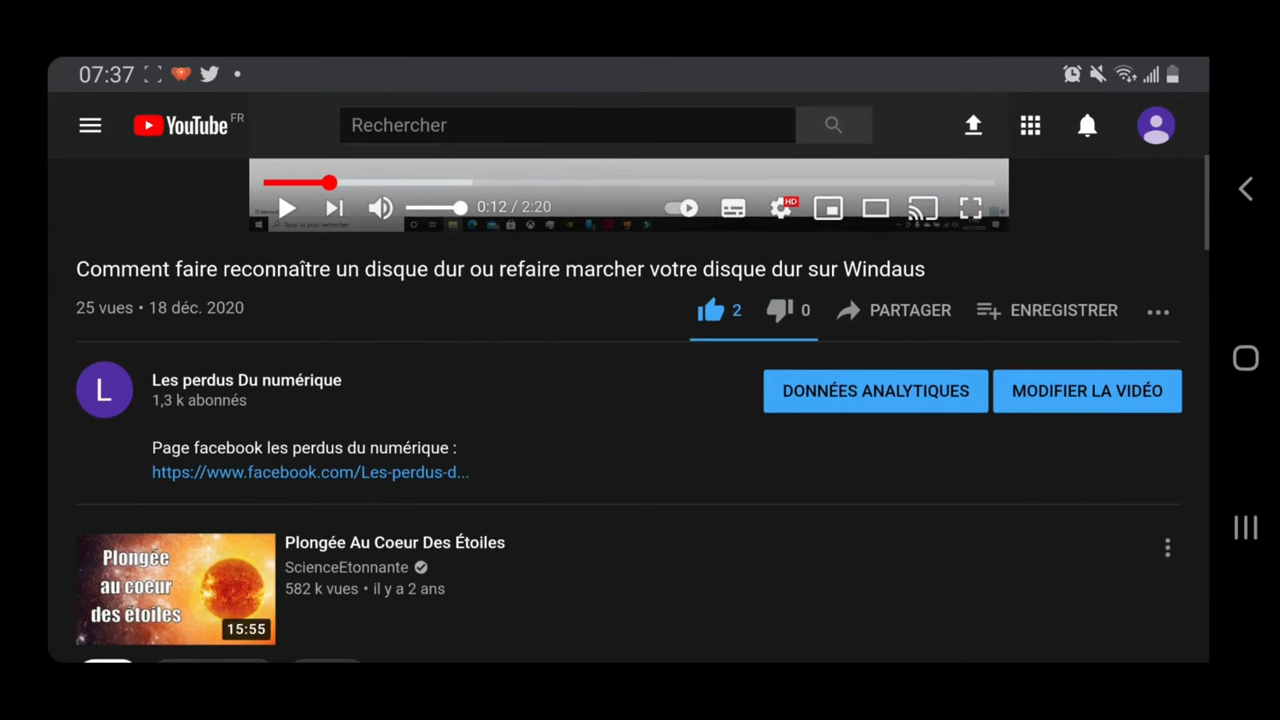 07:37
YouTube FR
Rechercher
HD
0:12 / 2:20
Comment faire reconnaître un disque dur ou refaire marcher votre disque dur sur Windaus
25 vues • 18 déc. 2020
2 0 PARTAGER ENREGISTRER
L
Les perdus Du numérique
1,3 k abonnés
DONNÉES ANALYTIQUES MODIFIER LA VIDÉO
Page facebook les perdus du numérique :
https://www.facebook.com/Les-perdus-d...
Plongée
au coeur
des étoiles
15:55
Plongée Au Coeur Des Étoiles
ScienceEtonnante
582 k vues • il y a 2 ans